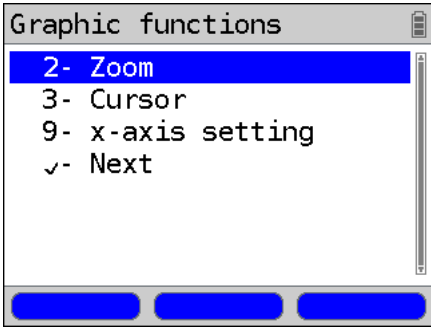 Graphic functions
2- Zoom
3- Cursor
9- x-axis setting
✓- Next